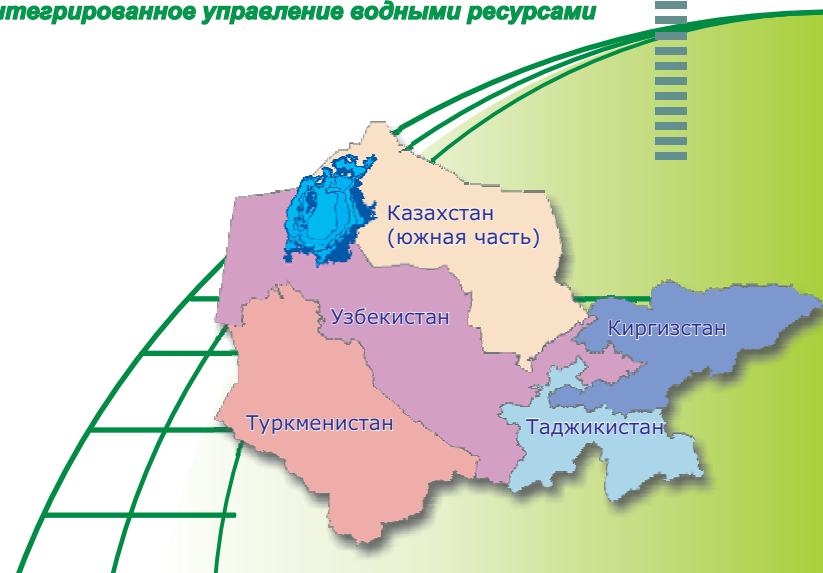 нтегрированное управление водными ресурсами
Казахстан
(южная часть)
Узбекистан
Киргизстан
Туркменистан
Таджикистан